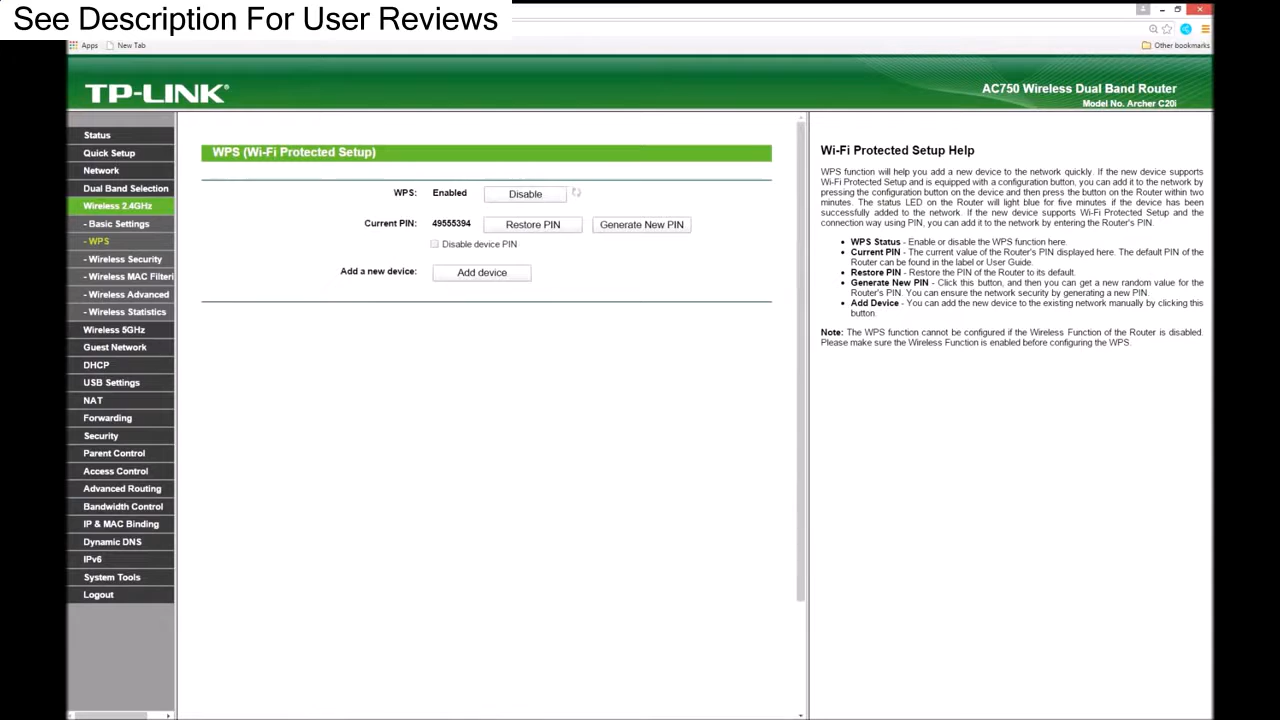 See Description For User Reviews
Apps New Tab Other bookmarks
TP-LINK®
AC750 Wireless Dual Band Router
Model No. Archer C20i
Status
Quick Setup
Network
Dual Band Selection
Wireless 2.4GHz
- Basic Settings
- WPS
- Wireless Security
- Wireless MAC Filteri
- Wireless Advanced
- Wireless Statistics
Wireless 5GHz
Guest Network
DHCP
USB Settings
NAT
Forwarding
Security
Parent Control
Access Control
Advanced Routing
Bandwidth Control
IP & MAC Binding
Dynamic DNS
IPv6
System Tools
Logout
WPS (Wi-Fi Protected Setup)
WPS: Enabled Disable
Current PIN: 49555394 Restore PIN Generate New PIN
Disable device PIN
Add a new device: Add device
Wi-Fi Protected Setup Help
WPS function will help you add a new device to the network quickly. If the new device supports
Wi-Fi Protected Setup and is equipped with a configuration button, you can add it to the network by
pressing the configuration button on the device and then press the button on the Router within two
minutes. The status LED on the Router will light blue for five minutes if the device has been
successfully added to the network. If the new device supports Wi-Fi Protected Setup and the
connection way using PIN, you can add it to the network by entering the Router's PIN.
• WPS Status - Enable or disable the WPS function here.
• Current PIN - The current value of the Router's PIN displayed here. The default PIN of the
Router can be found in the label or User Guide.
• Restore PIN - Restore the PIN of the Router to its default.
• Generate New PIN - Click this button, and then you can get a new random value for the
Router's PIN. You can ensure the network security by generating a new PIN.
• Add Device - You can add the new device to the existing network manually by clicking this
button.
Note: The WPS function cannot be configured if the Wireless Function of the Router is disabled.
Please make sure the Wireless Function is enabled before configuring the WPS.